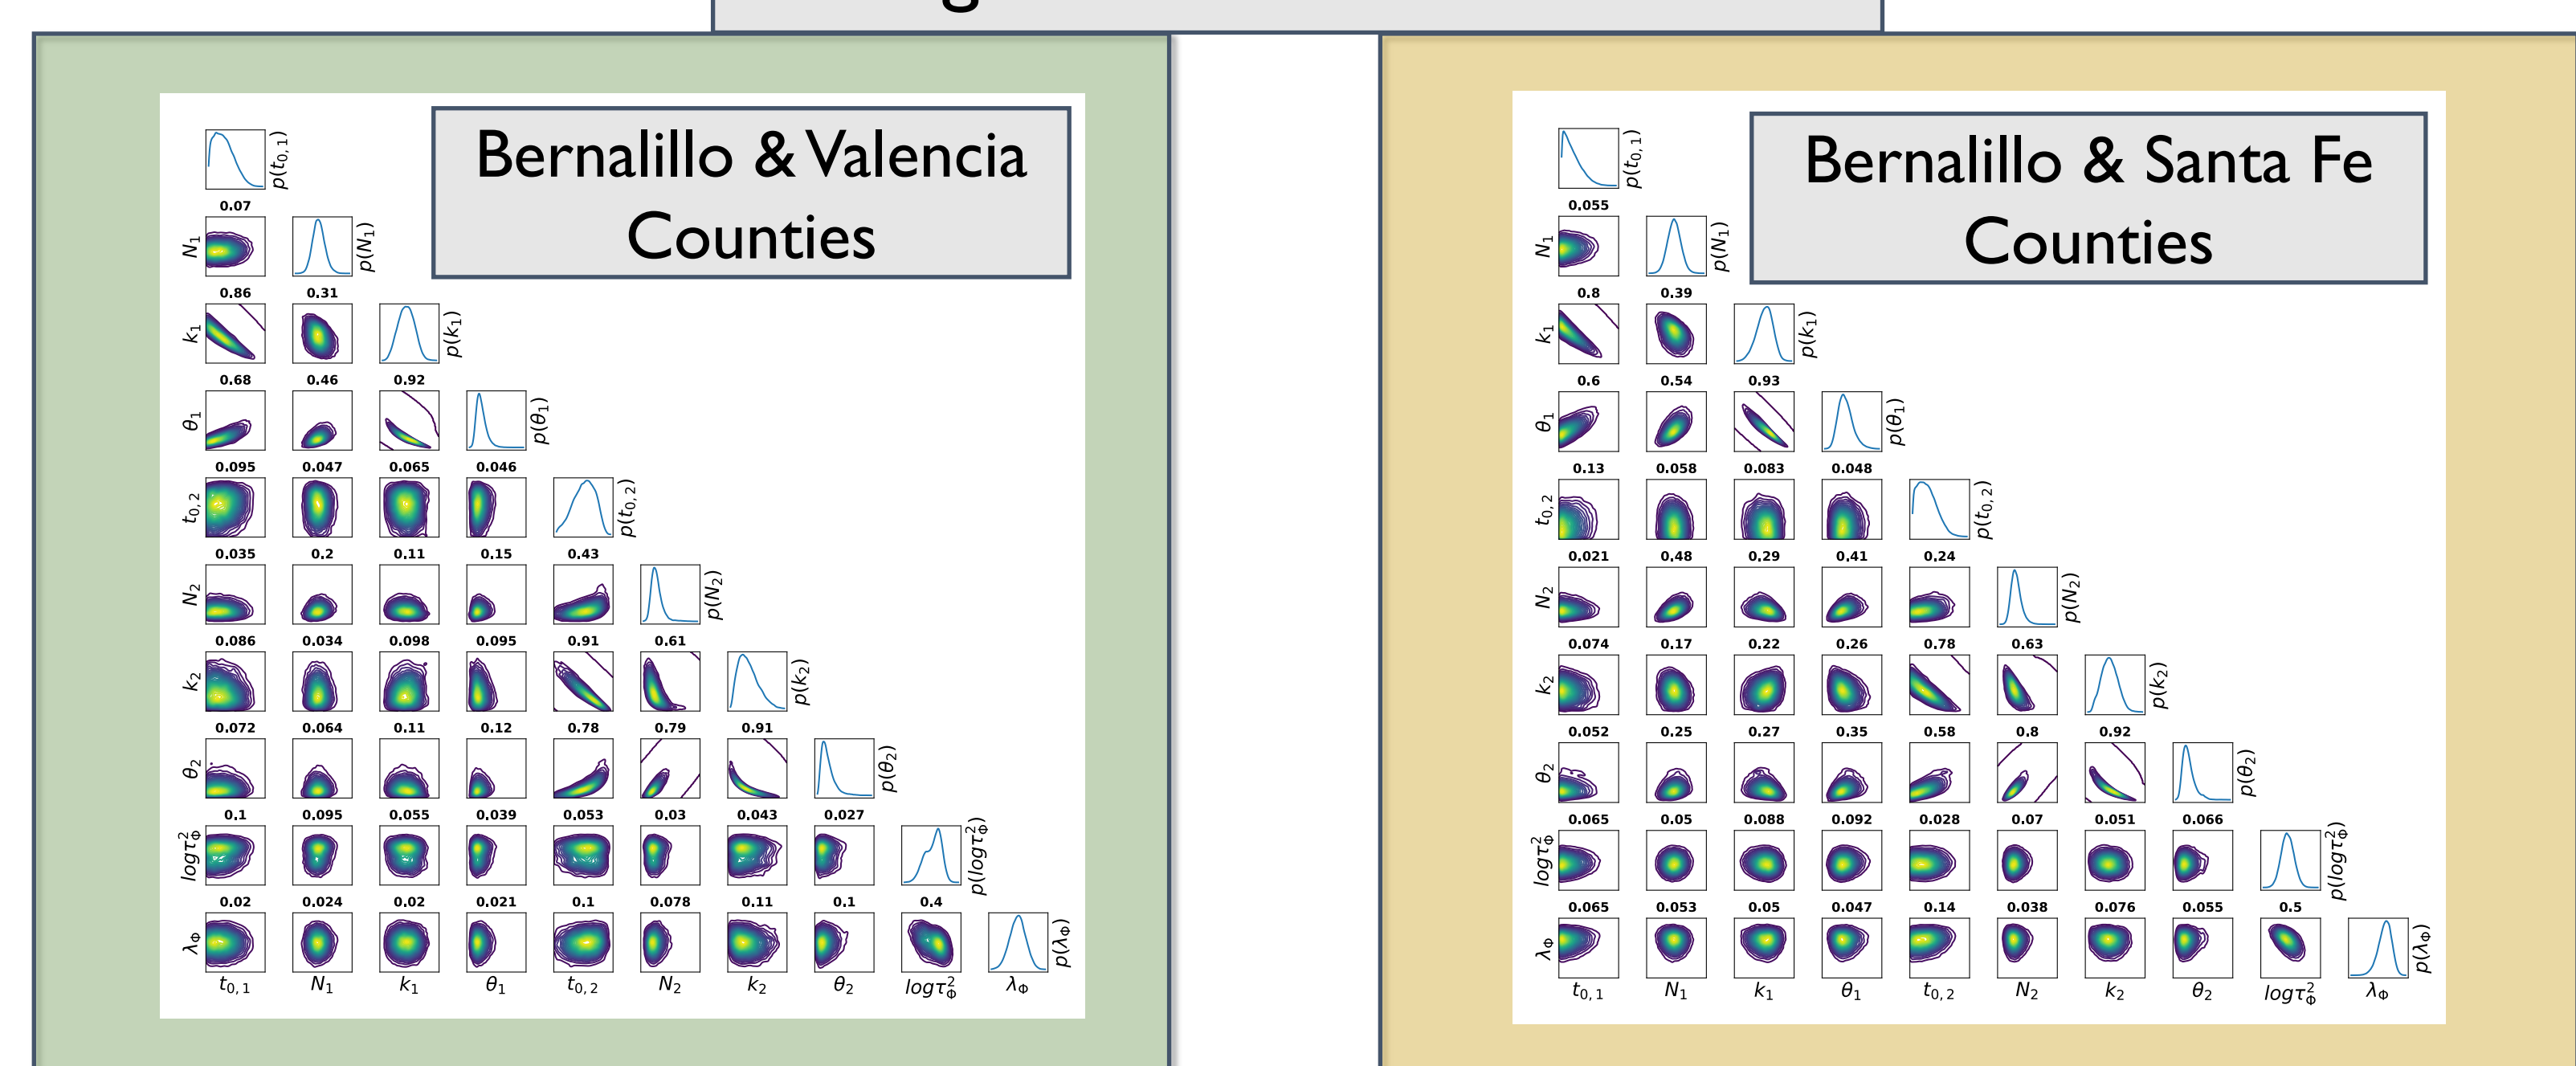 Bernalillo & Valencia
Counties
p(t₀,₁)
0.07
N₁ p(N₁)
0.86 0.31
k₁ p(k₁)
0.68 0.46 0.92
θ₁ p(θ₁)
0.095 0.047 0.065 0.046
t₀,₂ p(t₀,₂)
0.035 0.2 0.11 0.15 0.43
N₂ p(N₂)
0.086 0.034 0.098 0.095 0.91 0.61
k₂ p(k₂)
0.072 0.064 0.11 0.12 0.78 0.79 0.91
θ₂ p(θ₂)
0.1 0.095 0.055 0.039 0.053 0.03 0.043 0.027
logτ²_Φ p(logτ²_Φ)
0.02 0.024 0.02 0.021 0.1 0.078 0.11 0.1 0.4
λ_Φ p(λ_Φ)
t₀,₁ N₁ k₁ θ₁ t₀,₂ N₂ k₂ θ₂ logτ²_Φ λ_Φ
Bernalillo & Santa Fe
Counties
p(t₀,₁)
0.055
N₁ p(N₁)
0.8 0.39
k₁ p(k₁)
0.6 0.54 0.93
θ₁ p(θ₁)
0.13 0.058 0.083 0.048
t₀,₂ p(t₀,₂)
0.021 0.48 0.29 0.41 0.24
N₂ p(N₂)
0.074 0.17 0.22 0.26 0.78 0.63
k₂ p(k₂)
0.052 0.25 0.27 0.35 0.58 0.8 0.92
θ₂ p(θ₂)
0.065 0.05 0.088 0.092 0.028 0.07 0.051 0.066
logτ²_Φ p(logτ²_Φ)
0.065 0.053 0.05 0.047 0.14 0.038 0.076 0.055 0.5
λ_Φ p(λ_Φ)
t₀,₁ N₁ k₁ θ₁ t₀,₂ N₂ k₂ θ₂ logτ²_Φ λ_Φ